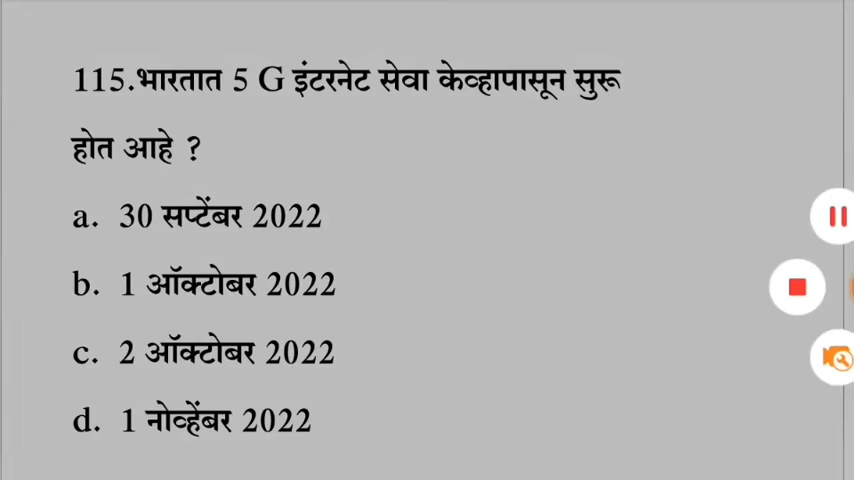 115.भारतात 5 G इंटरनेट सेवा केव्हापासून सुरू
होत आहे ?
a. 30 सप्टेंबर 2022
b. 1 ऑक्टोबर 2022
c. 2 ऑक्टोबर 2022
d. 1 नोव्हेंबर 2022